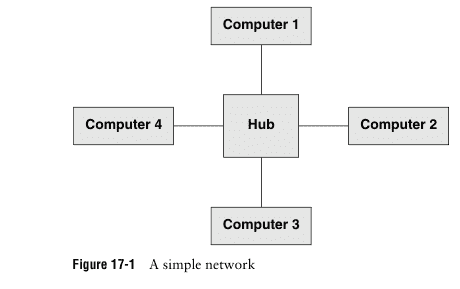 Computer 1
Computer 4
Hub
Computer 2
Computer 3
Figure 17-1 A simple network